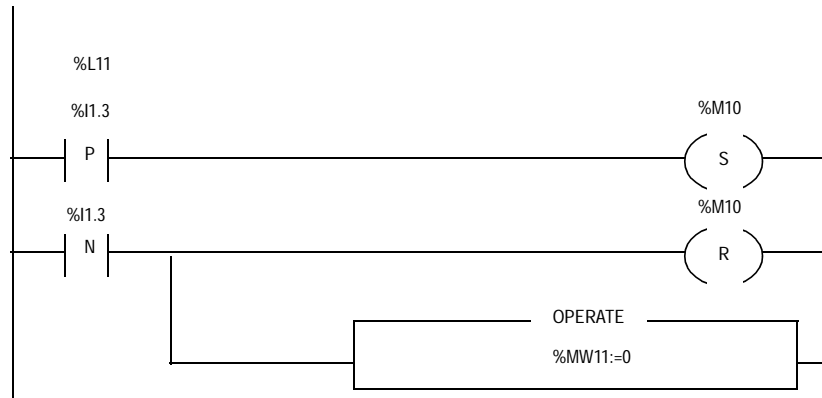 %L11
%I1.3
%M10
P
S
%I1.3
%M10
N
R
OPERATE
%MW11:=0